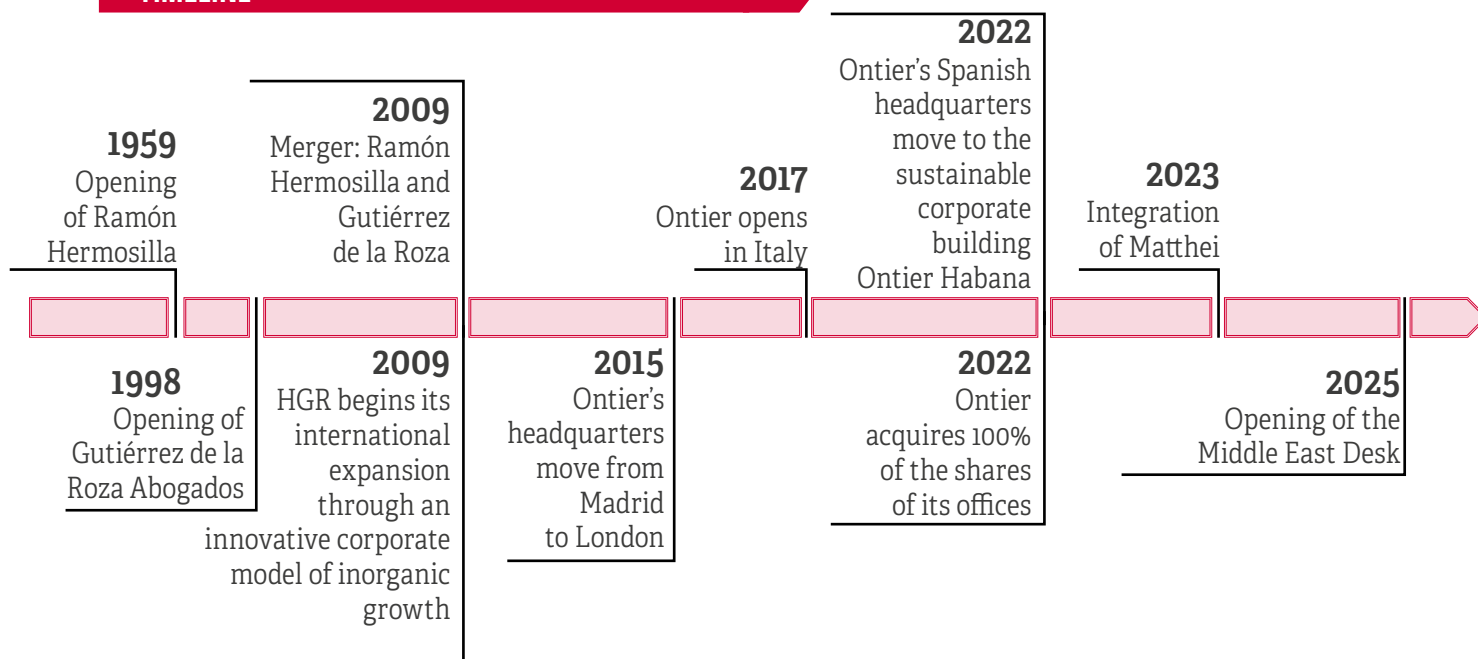 TIMELINE
1959
Opening
of Ramón
Hermosilla
1998
Opening of
Gutiérrez de la
Roza Abogados
2009
Merger: Ramón
Hermosilla and
Gutiérrez
de la Roza
2009
HGR begins its
international
expansion
through an
innovative corporate
model of inorganic
growth
2015
Ontier’s
headquarters
move from
Madrid
to London
2017
Ontier opens
in Italy
2022
Ontier’s Spanish
headquarters
move to the
sustainable
corporate
building
Ontier Habana
2022
Ontier
acquires 100%
of the shares
of its offices
2023
Integration
of Matthei
2025
Opening of the
Middle East Desk